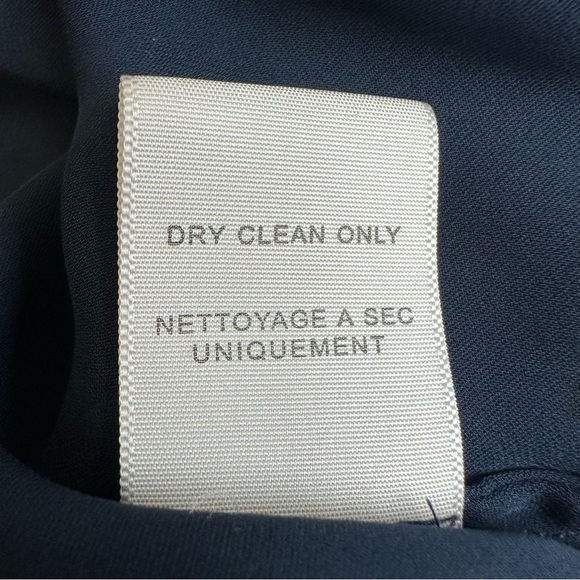 DRY CLEAN ONLY
NETTOYAGE A SEC
UNIQUEMENT